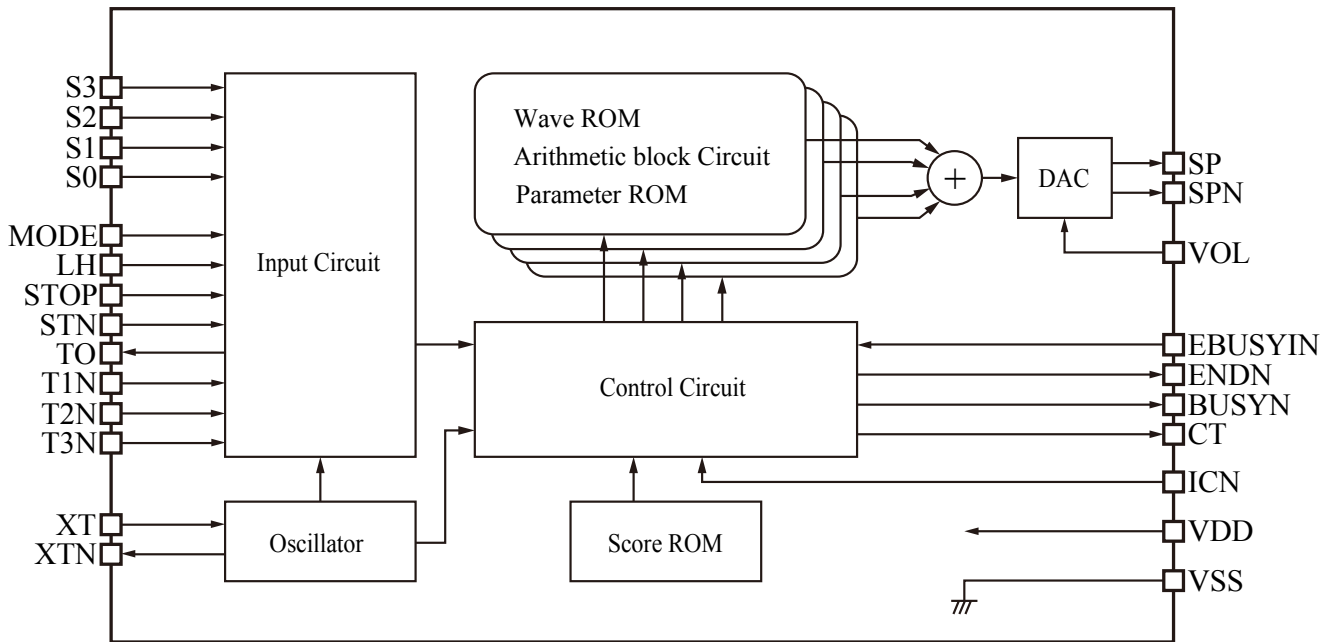 S3
S2
S1
S0
MODE
LH
STOP
STN
TO
T1N
T2N
T3N
XT
XTN
Input Circuit
Oscillator
Wave ROM
Arithmetic block Circuit
Parameter ROM
+
DAC
Control Circuit
Score ROM
SP
SPN
VOL
EBUSYIN
ENDN
BUSYN
CT
ICN
VDD
VSS